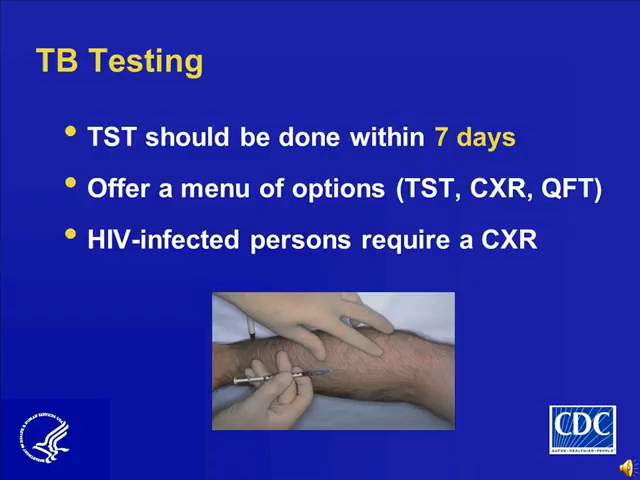 TB Testing
• TST should be done within 7 days
• Offer a menu of options (TST, CXR, QFT)
• HIV-infected persons require a CXR
CDC
SAFER • HEALTHIER • PEOPLE™